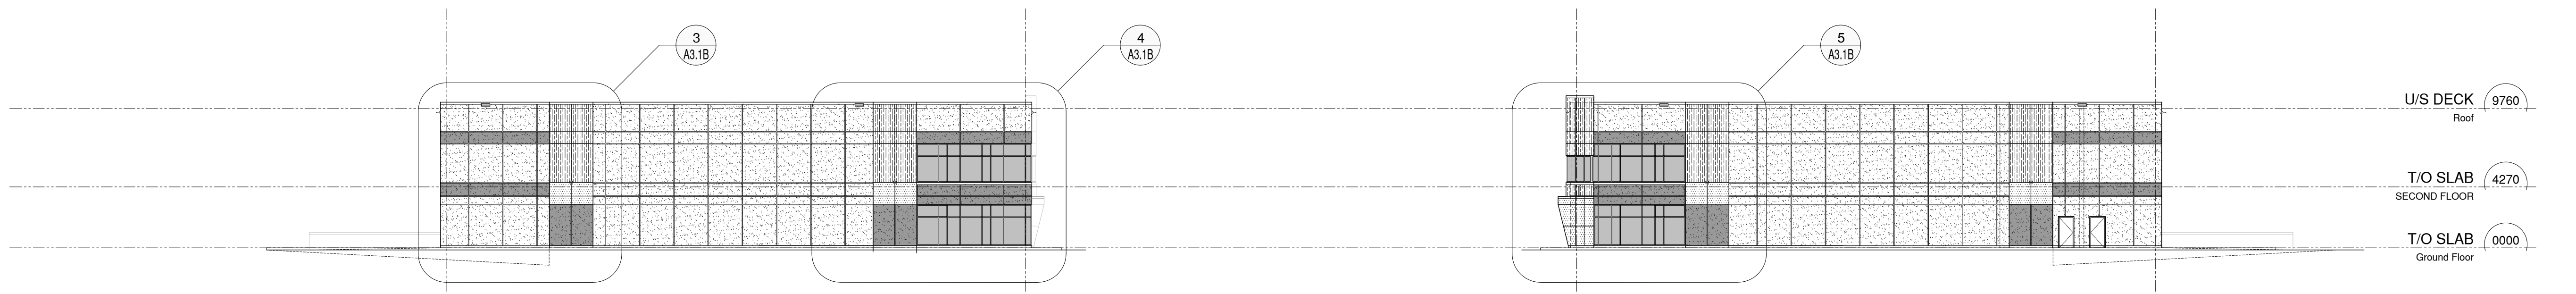 3
A3.1B
4
A3.1B
5
A3.1B
U/S DECK 9760
Roof
T/O SLAB 4270
SECOND FLOOR
T/O SLAB 0000
Ground Floor